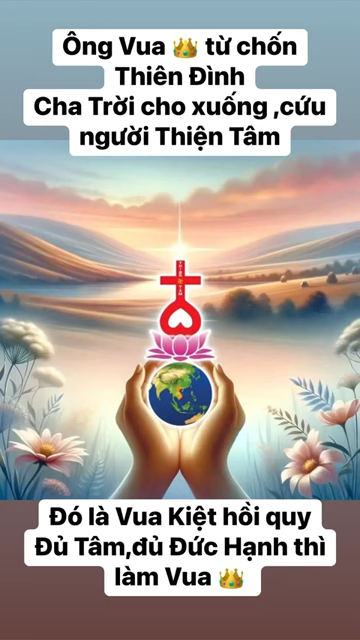 Ông Vua 👑 từ chốn
Thiên Đình
Cha Trời cho xuống ,cứu
người Thiện Tâm
Đó là Vua Kiệt hồi quy
Đủ Tâm,đủ Đức Hạnh thì
làm Vua 👑